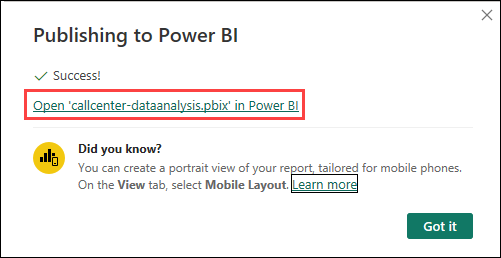 Publishing to Power BI
Success!
Open 'callcenter-dataanalysis.pbix' in Power BI
Did you know?
You can create a portrait view of your report, tailored for mobile phones.
On the View tab, select Mobile Layout. Learn more
Got it